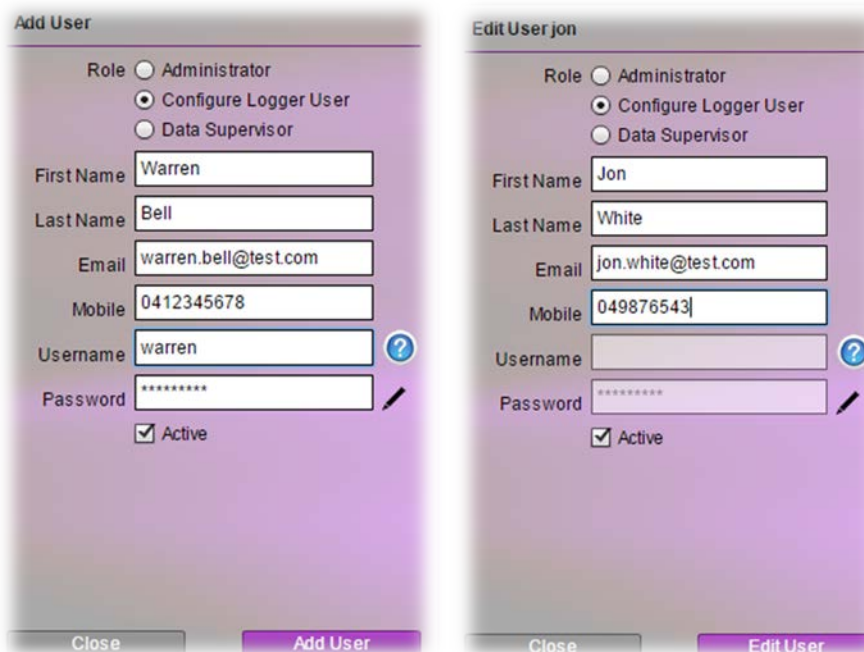 Add User
Role Administrator
Configure Logger User
Data Supervisor
First Name Warren
Last Name Bell
Email warren.bell@test.com
Mobile 0412345678
Username warren ?
Password *********
Active
Close Add User
Edit User jon
Role Administrator
Configure Logger User
Data Supervisor
First Name Jon
Last Name White
Email jon.white@test.com
Mobile 049876543
Username ?
Password *********
Active
Close Edit User